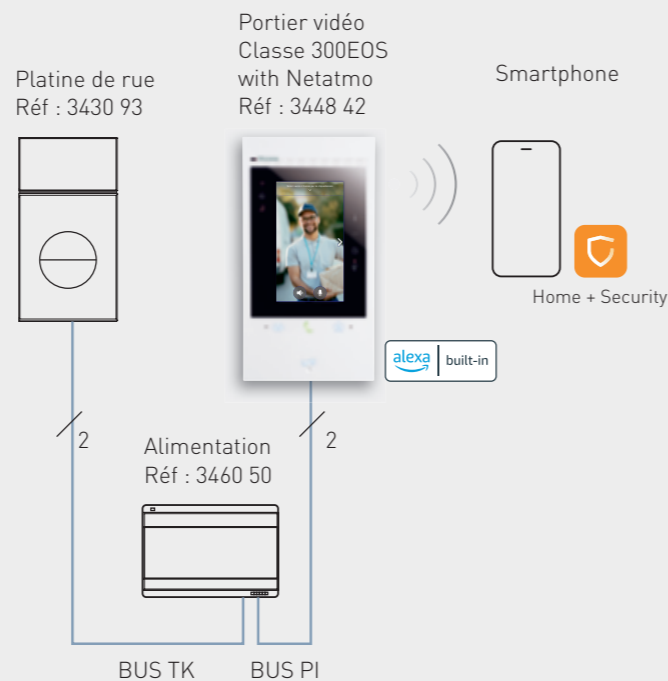 Platine de rue
Réf : 3430 93
Portier vidéo
Classe 300EOS
with Netatmo
Réf : 3448 42
Smartphone
Home + Security
alexa
built-in
2
2
Alimentation
Réf : 3460 50
BUS TK
BUS PI